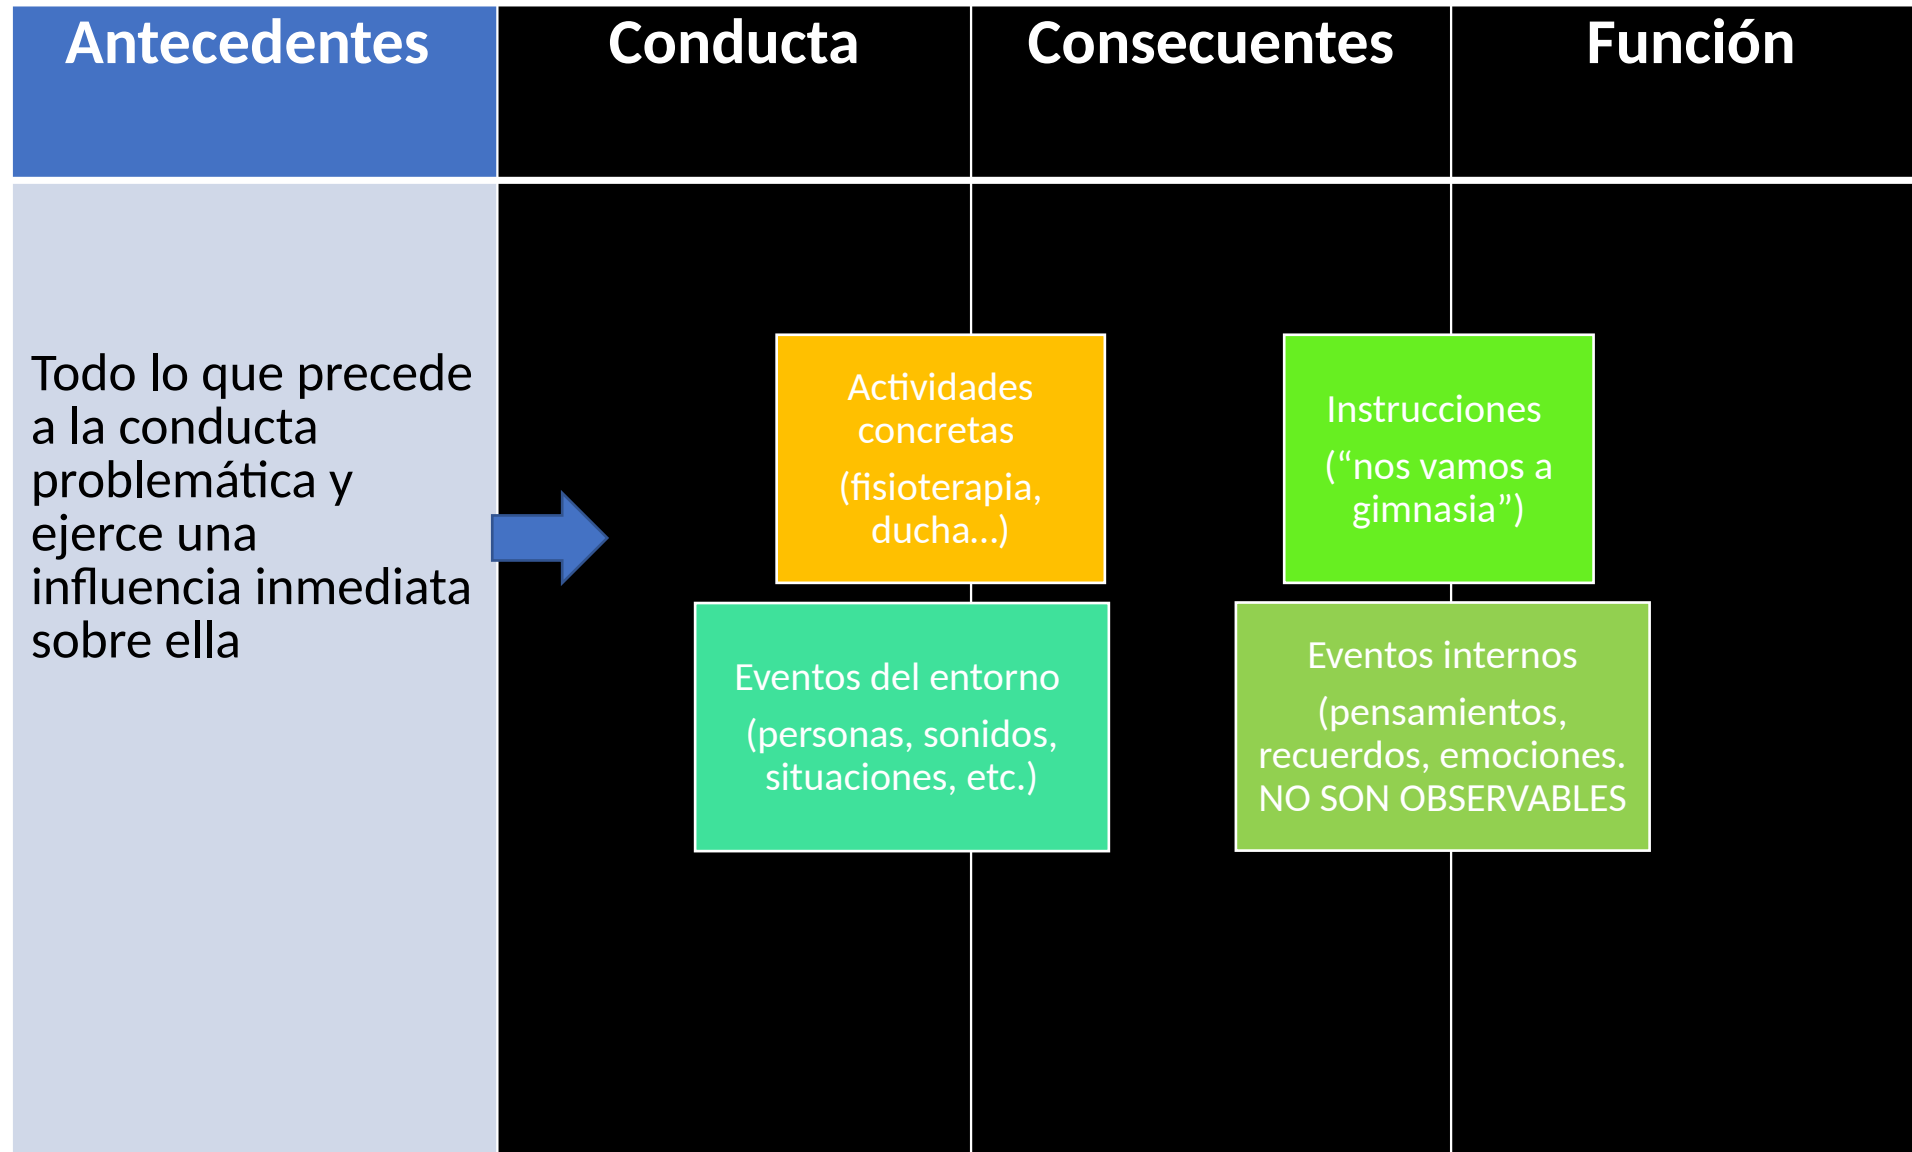 Antecedentes
Conducta
Consecuentes
Función
Todo lo que precede
a la conducta
problemática y
ejerce una
influencia inmediata
sobre ella
Actividades
concretas
(fisioterapia,
ducha…)
Instrucciones
(“nos vamos a
gimnasia”)
Eventos del entorno
(personas, sonidos,
situaciones, etc.)
Eventos internos
(pensamientos,
recuerdos, emociones.
NO SON OBSERVABLES